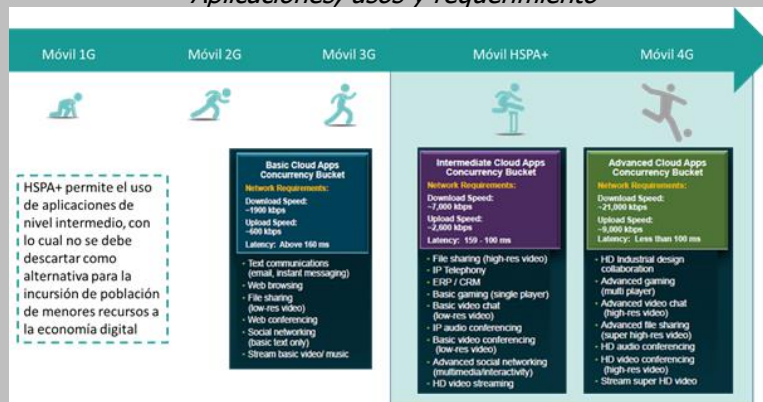 Aplicaciones, usos y requerimiento
Móvil 1G
Móvil 2G
Móvil 3G
Móvil HSPA+
Móvil 4G
HSPA+ permite el uso
de aplicaciones de
nivel intermedio, con
lo cual no se debe
descartar como
alternativa para la
incursión de población
de menores recursos a
la economía digital
Basic Cloud Apps
Concurrency Bucket
Network Requirements:
Download Speed:
~1900 kbps
Upload Speed:
~600 kbps
Latency: Above 160 ms
• Text communications
(email, instant messaging)
• Web browsing
• File sharing
(low-res video)
• Web conferencing
• Social networking
(basic text only)
• Stream basic video/ music
Intermediate Cloud Apps
Concurrency Bucket
Network Requirements:
Download Speed:
~7,000 kbps
Upload Speed:
~2,600 kbps
Latency: 159 - 100 ms
• File sharing (high-res video)
• IP Telephony
• ERP / CRM
• Basic gaming (single player)
• Basic video chat
(low-res video)
• IP audio conferencing
• Basic video conferencing
(low-res video)
• Advanced social networking
(multimedia/interactivity)
• HD video streaming
Advanced Cloud Apps
Concurrency Bucket
Network Requirements:
Download Speed:
~21,000 kbps
Upload Speed:
~9,000 kbps
Latency: Less than 100 ms
• HD Industrial design
collaboration
• Advanced gaming
(multi player)
• Advanced video chat
(high-res video)
• Advanced file sharing
(super high-res video)
• HD audio conferencing
• HD video conferencing
(high-res video)
• Stream super HD video